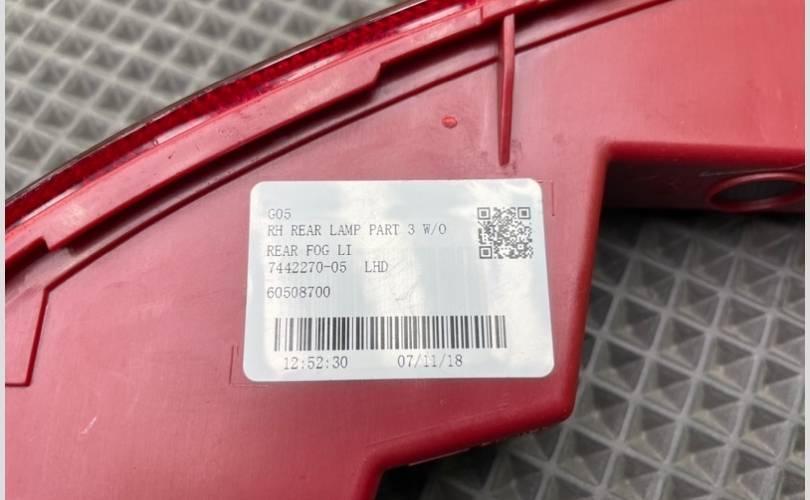 G05
RH REAR LAMP PART 3 W/O
REAR FOG LI
7442270-05 LHD
60508700
12:52:30 07/11/18